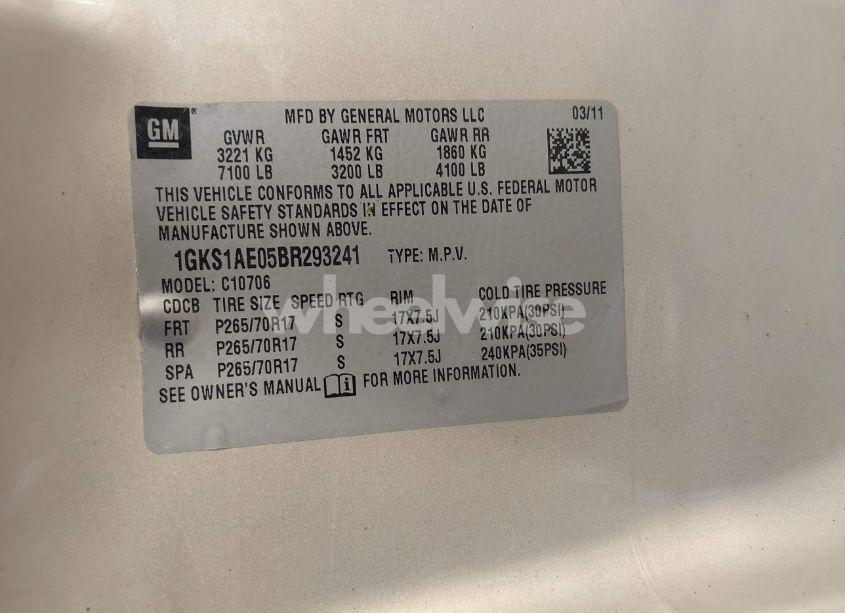 GM
MFD BY GENERAL MOTORS LLC 03/11
GVWR GAWR FRT GAWR RR
3221 KG 1452 KG 1860 KG
7100 LB 3200 LB 4100 LB
THIS VEHICLE CONFORMS TO ALL APPLICABLE U.S. FEDERAL MOTOR
VEHICLE SAFETY STANDARDS IN EFFECT ON THE DATE OF
MANUFACTURE SHOWN ABOVE.
1GKS1AE05BR293241 TYPE: M.P.V.
MODEL: C10706
CDCB TIRE SIZE SPEED RTG RIM COLD TIRE PRESSURE
FRT P265/70R17 S 17X7.5J 210KPA(30PSI)
RR P265/70R17 S 17X7.5J 210KPA(30PSI)
SPA P265/70R17 S 17X7.5J 240KPA(35PSI)
SEE OWNER'S MANUAL FOR MORE INFORMATION.
wheelwise